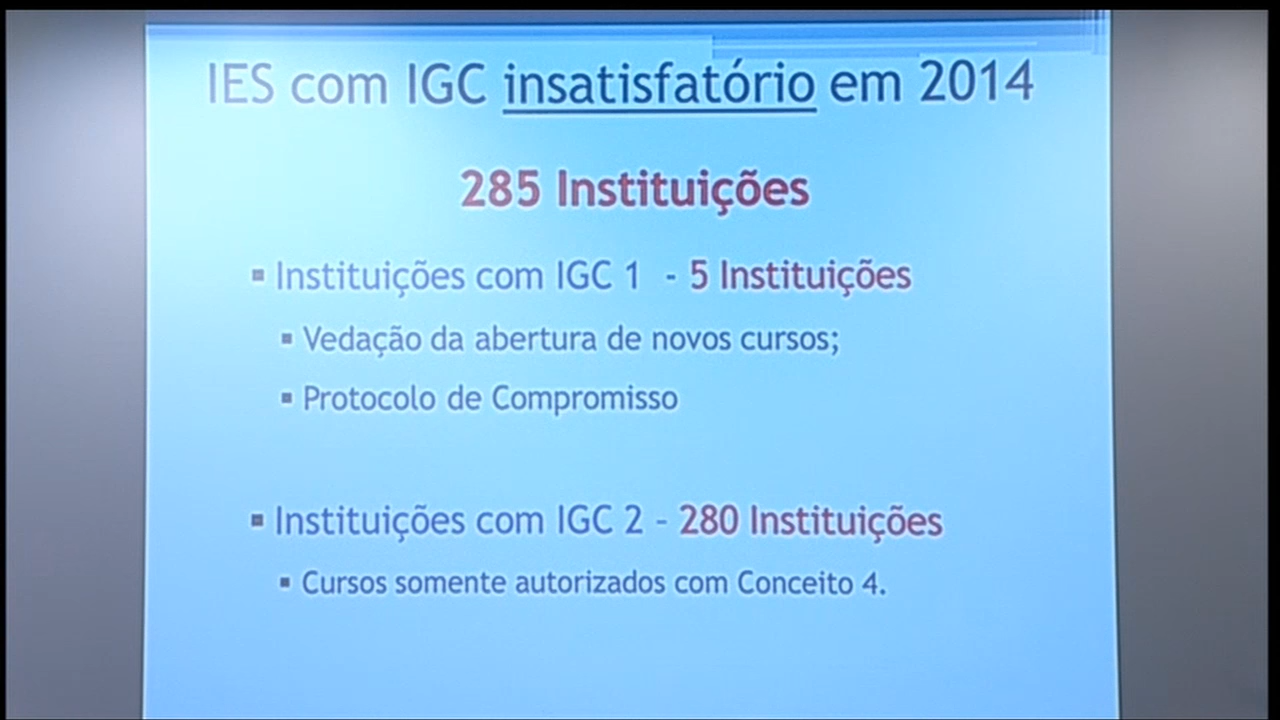 IES com IGC insatisfatório em 2014
285 Instituições
▪ Instituições com IGC 1 - 5 Instituições
▪ Vedação da abertura de novos cursos;
▪ Protocolo de Compromisso
▪ Instituições com IGC 2 - 280 Instituições
▪ Cursos somente autorizados com Conceito 4.